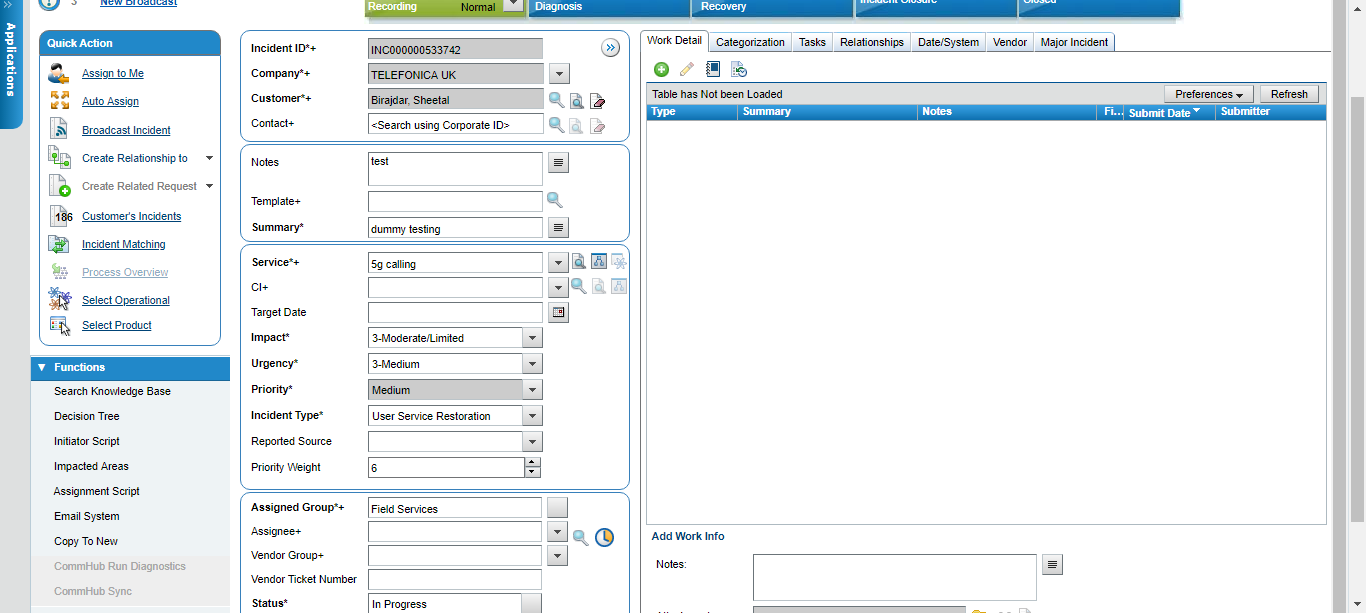 3 New Broadcast
Recording Normal
Diagnosis
Recovery
Incident Closure
Closed
Applications
Quick Action
Assign to Me
Auto Assign
Broadcast Incident
Create Relationship to
Create Related Request
186 Customer's Incidents
Incident Matching
Process Overview
Select Operational
Select Product
Functions
Search Knowledge Base
Decision Tree
Initiator Script
Impacted Areas
Assignment Script
Email System
Copy To New
CommHub Run Diagnostics
CommHub Sync
Incident ID*+ INC000000533742
Company*+ TELEFONICA UK
Customer*+ Birajdar, Sheetal
Contact+ <Search using Corporate ID>
Notes test
Template+
Summary* dummy testing
Service*+ 5g calling
CI+
Target Date
Impact* 3-Moderate/Limited
Urgency* 3-Medium
Priority* Medium
Incident Type* User Service Restoration
Reported Source
Priority Weight 6
Assigned Group*+ Field Services
Assignee+
Vendor Group+
Vendor Ticket Number
Status* In Progress
Work Detail Categorization Tasks Relationships Date/System Vendor Major Incident
Table has Not been Loaded Preferences Refresh
Type Summary Notes Fi... Submit Date Submitter
Add Work Info
Notes: